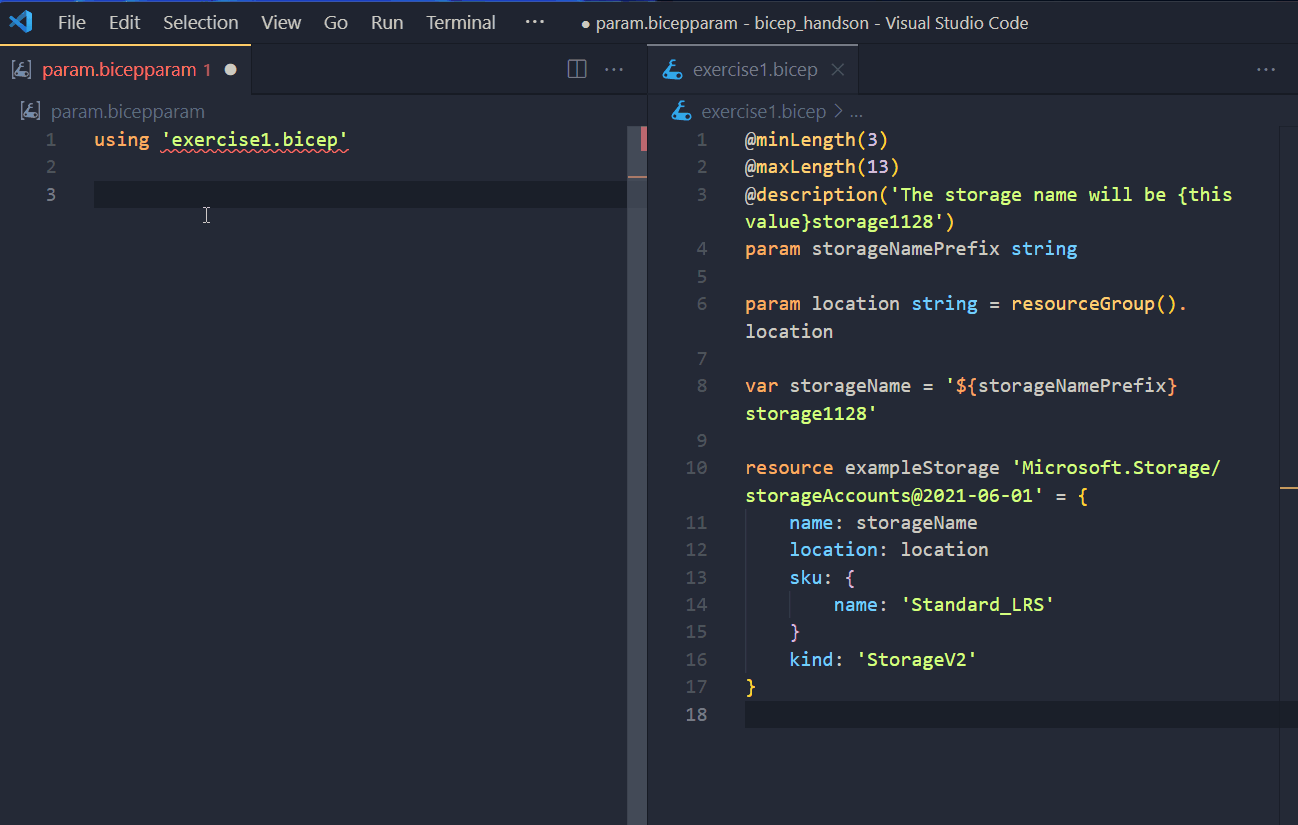 File Edit Selection View Go Run Terminal ··· ● param.bicepparam - bicep_handson - Visual Studio Code
param.bicepparam 1 ● ···
param.bicepparam
1 using 'exercise1.bicep'
2
3
exercise1.bicep × ···
exercise1.bicep > ...
1 @minLength(3)
2 @maxLength(13)
3 @description('The storage name will be {this
value}storage1128')
4 param storageNamePrefix string
5
6 param location string = resourceGroup().
location
7
8 var storageName = '${storageNamePrefix}
storage1128'
9
10 resource exampleStorage 'Microsoft.Storage/
storageAccounts@2021-06-01' = {
11 name: storageName
12 location: location
13 sku: {
14 name: 'Standard_LRS'
15 }
16 kind: 'StorageV2'
17 }
18